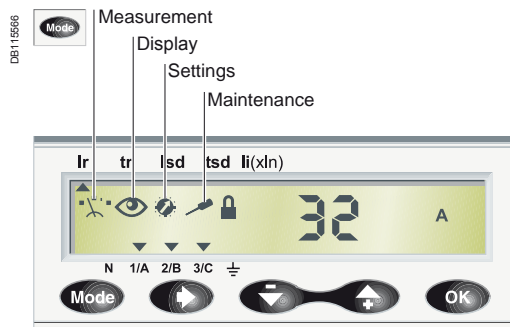 DB115566
Mode
Measurement
Display
Settings
Maintenance
Ir tr Isd tsd Ii(xIn)
32 A
N 1/A 2/B 3/C
Mode OK